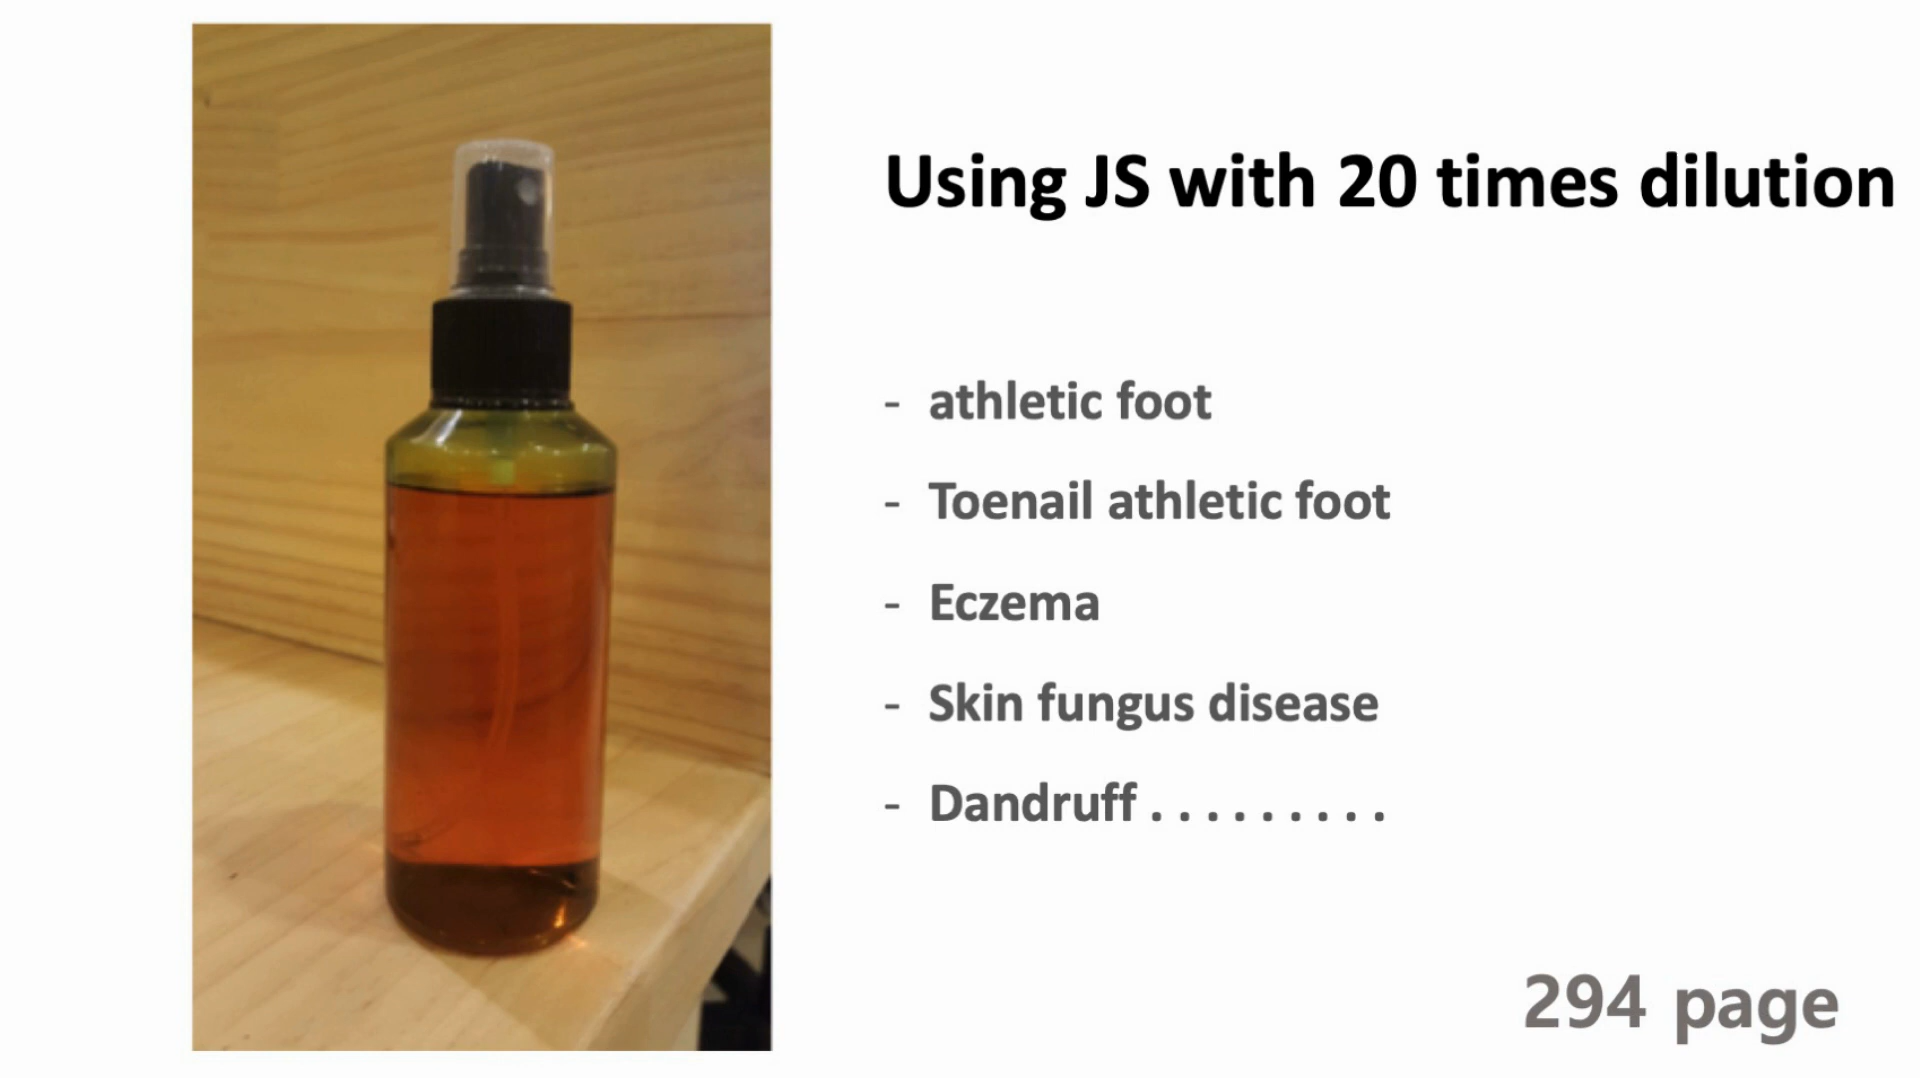 Using JS with 20 times dilution
- athletic foot
- Toenail athletic foot
- Eczema
- Skin fungus disease
- Dandruff . . . . . . . . .
294 page